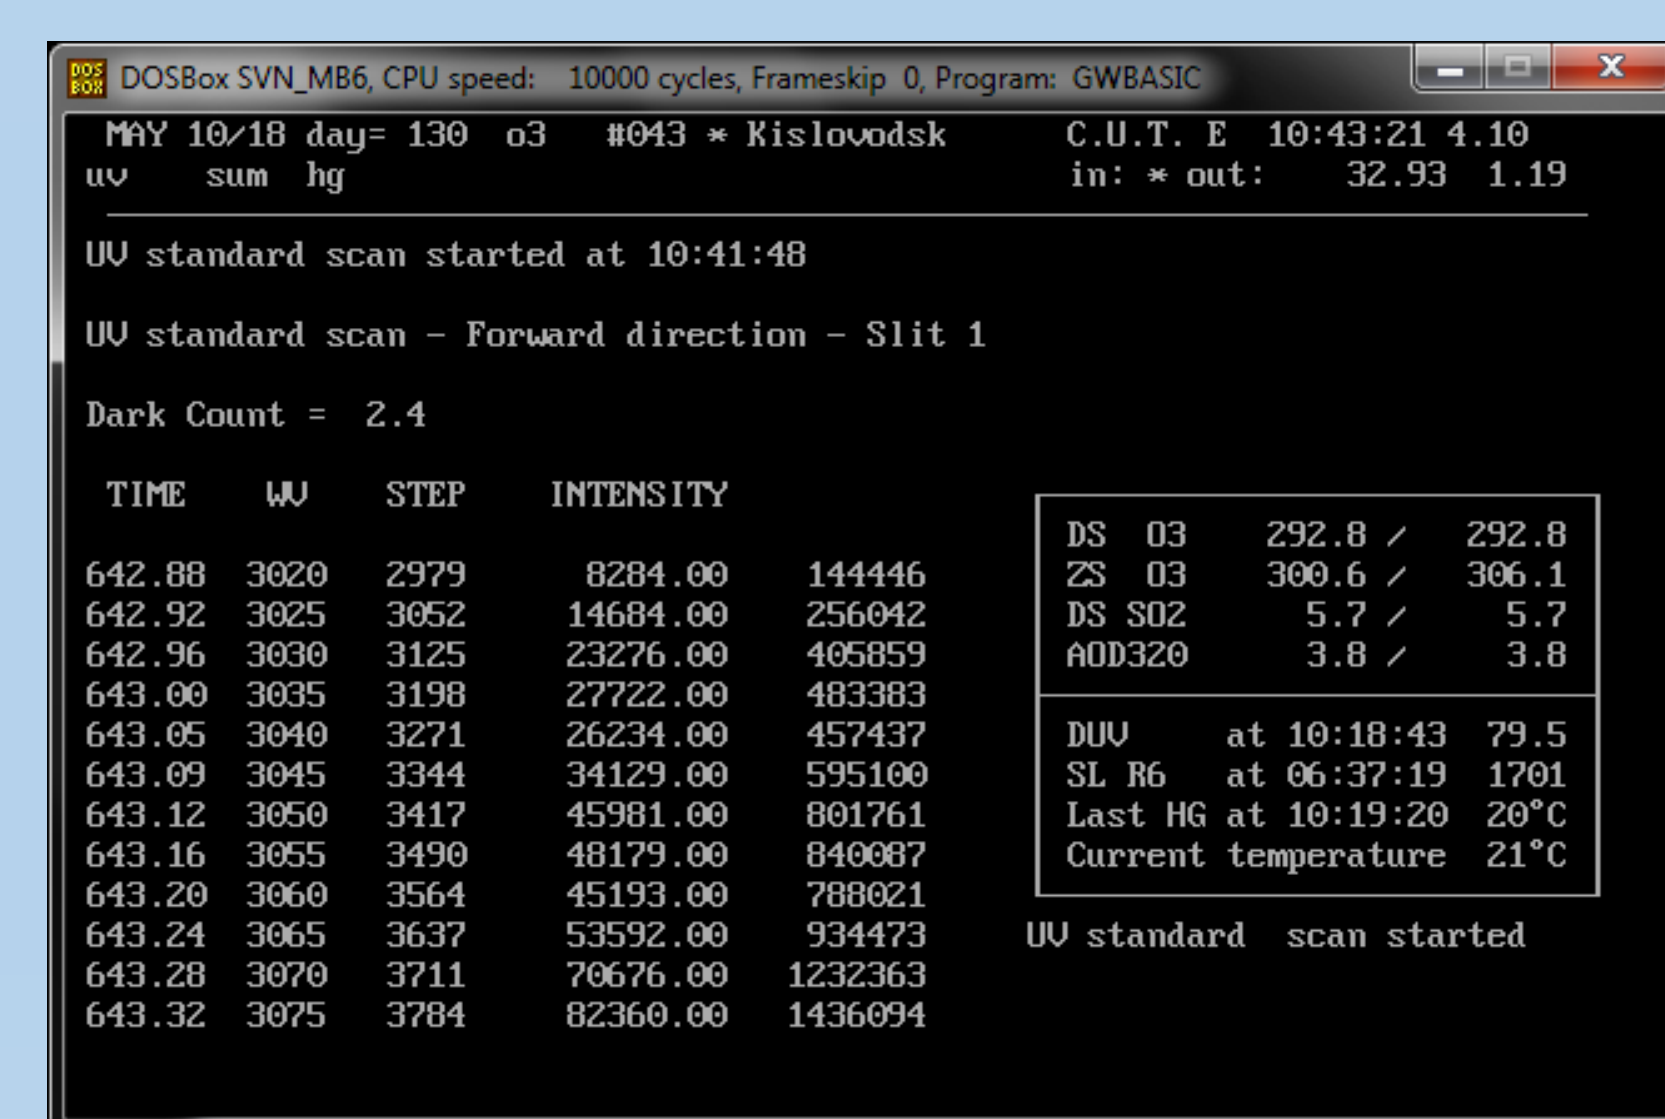 DOS BOX DOSBox SVN_MB6, CPU speed: 10000 cycles, Frameskip 0, Program: GWBASIC
MAY 10/18 day= 130 o3 #043 * Kislovodsk C.U.T. E 10:43:21 4.10
uv sum hg in: * out: 32.93 1.19
UV standard scan started at 10:41:48
UV standard scan - Forward direction - Slit 1
Dark Count = 2.4
TIME WV STEP INTENSITY
642.88 3020 2979 8284.00 144446
642.92 3025 3052 14684.00 256042
642.96 3030 3125 23276.00 405859
643.00 3035 3198 27722.00 483383
643.05 3040 3271 26234.00 457437
643.09 3045 3344 34129.00 595100
643.12 3050 3417 45981.00 801761
643.16 3055 3490 48179.00 840087
643.20 3060 3564 45193.00 788021
643.24 3065 3637 53592.00 934473
643.28 3070 3711 70676.00 1232363
643.32 3075 3784 82360.00 1436094
DS O3 292.8 / 292.8
ZS O3 300.6 / 306.1
DS SO2 5.7 / 5.7
AOD320 3.8 / 3.8
DUV at 10:18:43 79.5
SL R6 at 06:37:19 1701
Last HG at 10:19:20 20°C
Current temperature 21°C
UV standard scan started